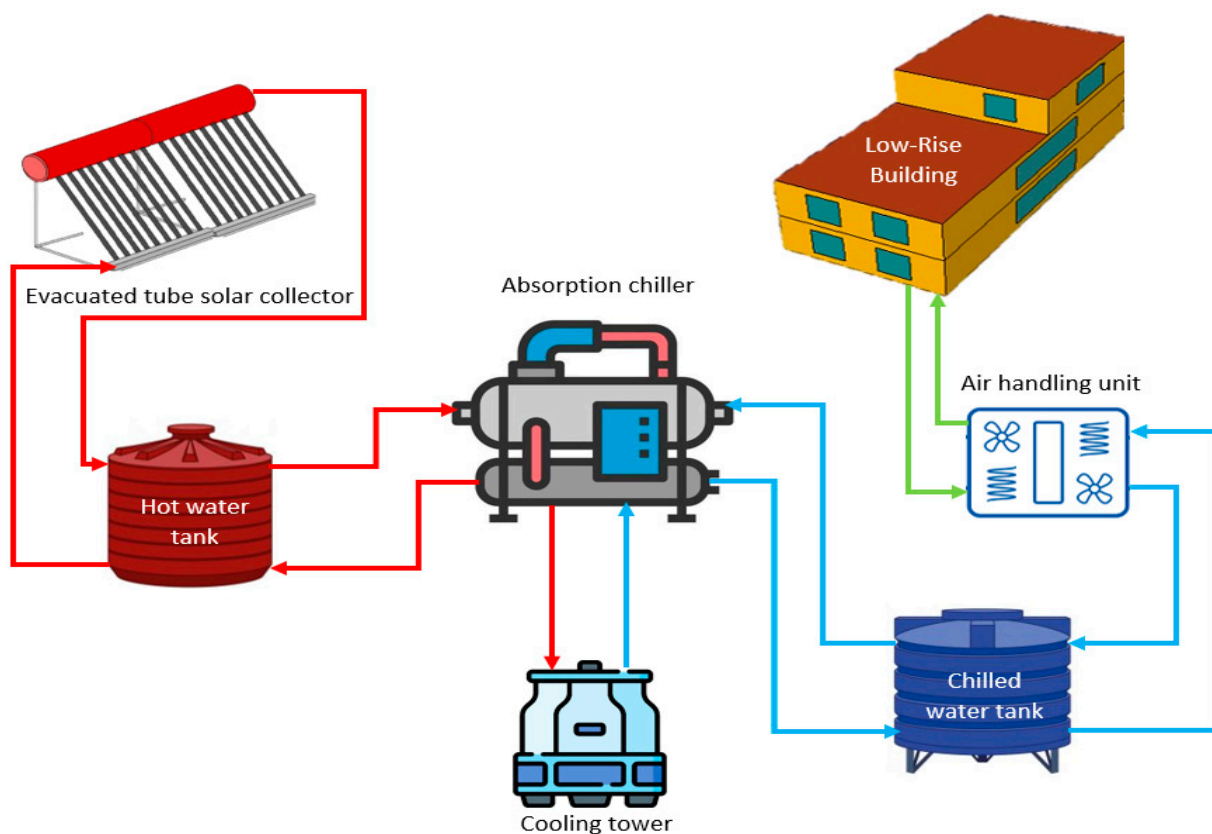 Low-Rise
Building
Evacuated tube solar collector
Absorption chiller
Air handling unit
Hot water
tank
Chilled
water tank
Cooling tower